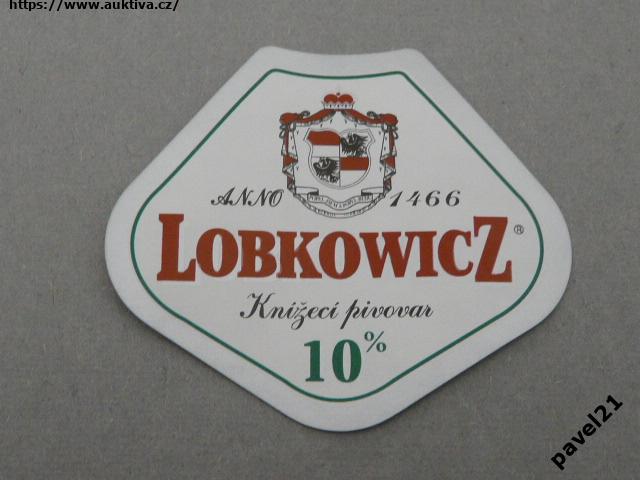 https://www.auktiva.cz/
ANNO 1466
LOBKOWICZ®
Knížecí pivovar
10%
pavel21